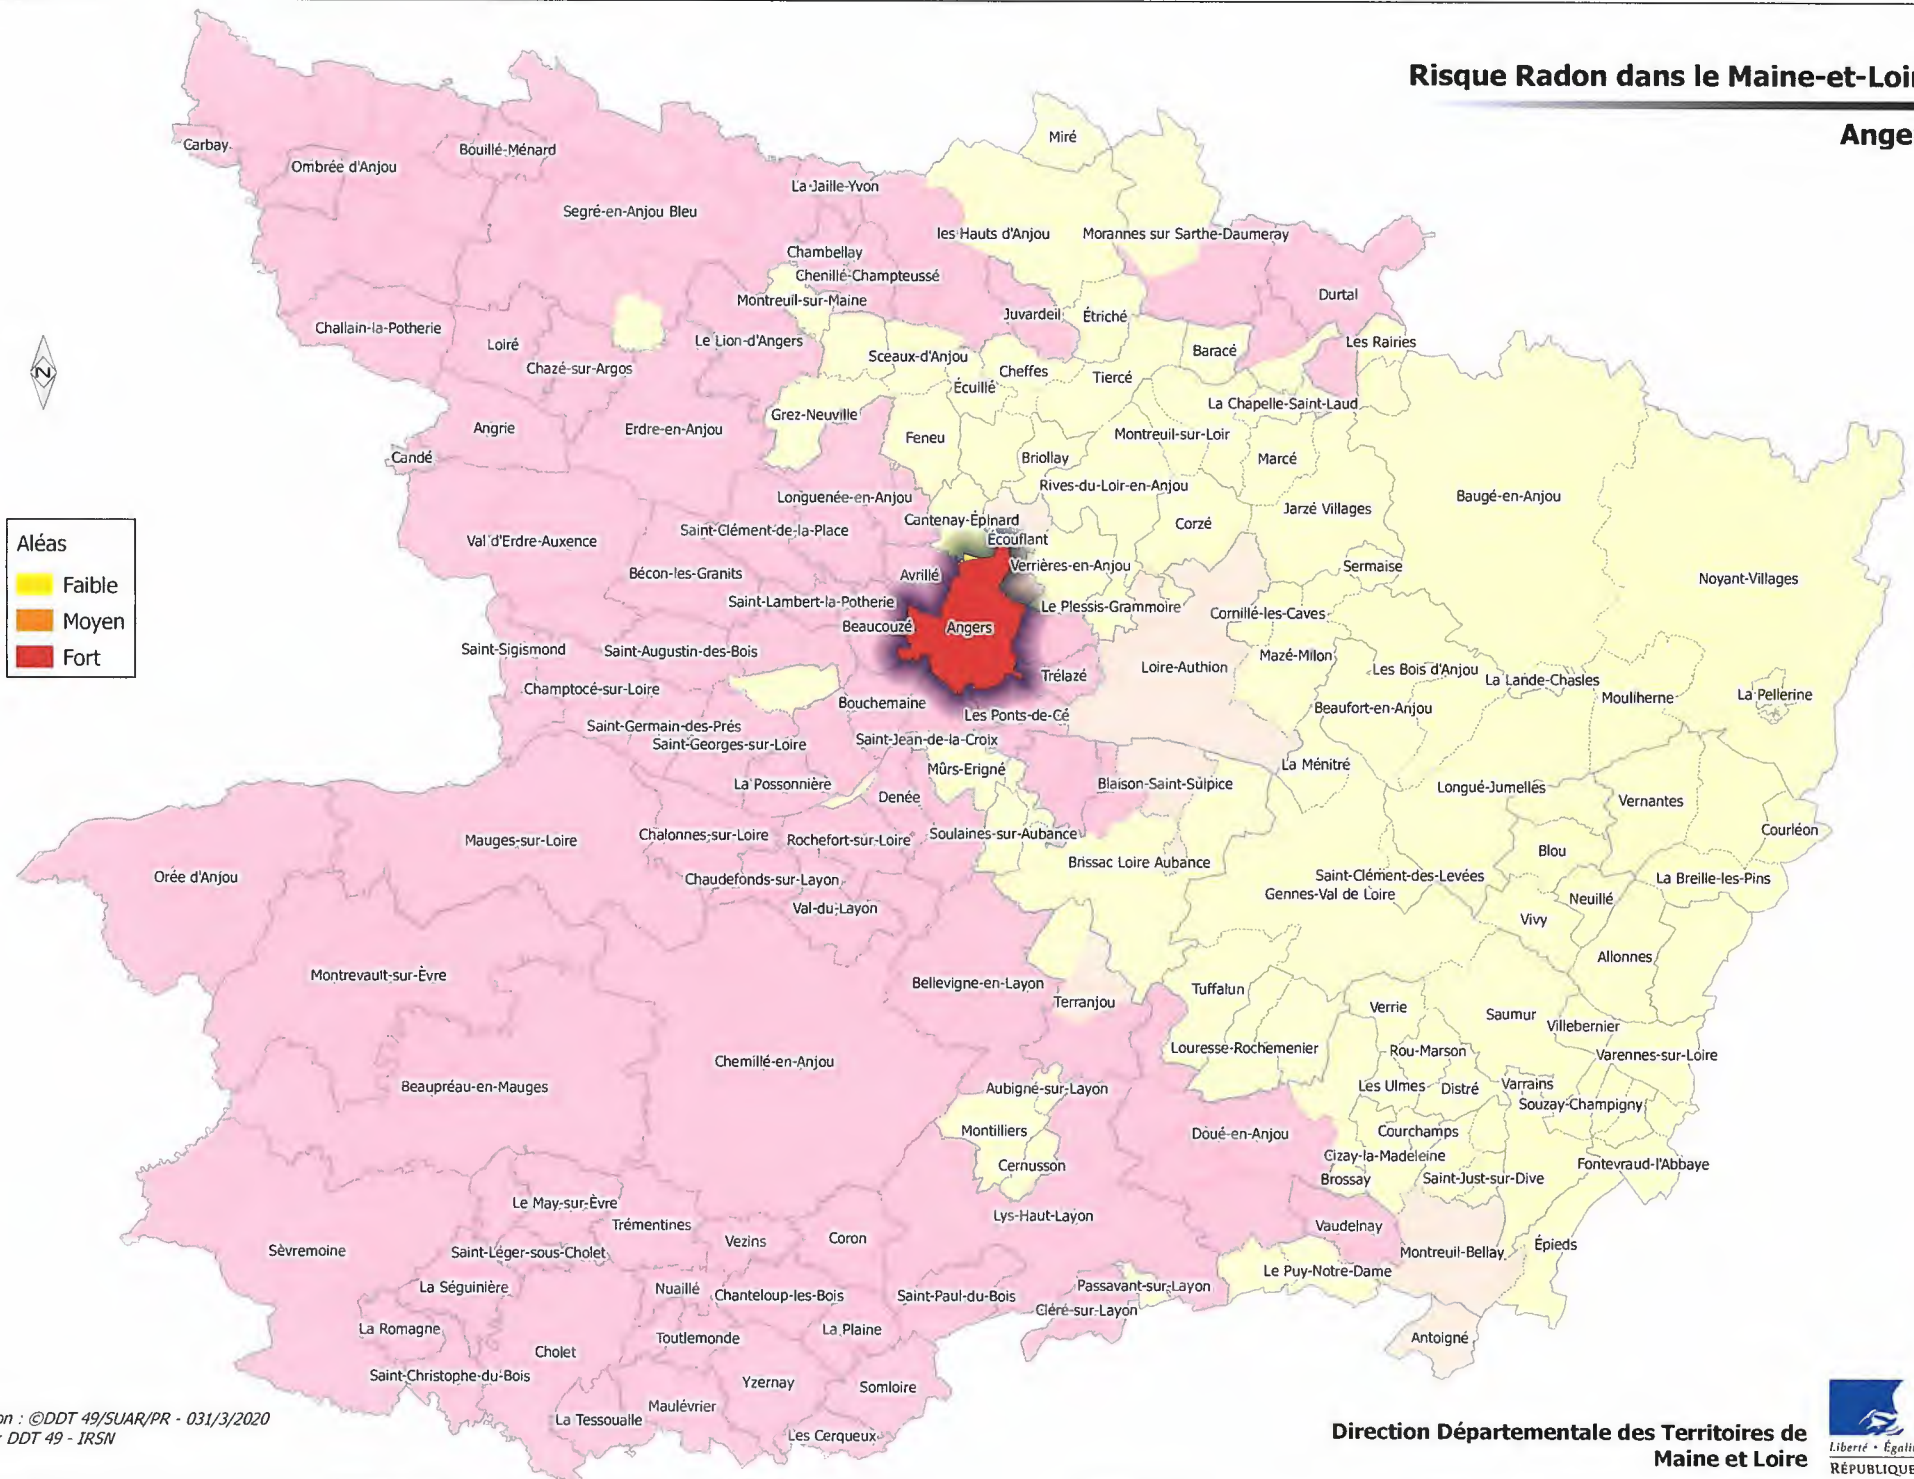 Risque Radon dans le Maine-et-Loir
Ange
Carbay
Ombrée d'Anjou
Bouillé-Ménard
Miré
La-Jaille-Yvon
Segré-en-Anjou Bleu
les Hauts d'Anjou
Morannes sur Sarthe-Daumeray
Chambellay
Chenillé-Champteussé
Montreuil-sur-Maine
Durtal
Juvardeil
Étriché
Challain-la-Potherie
Loiré
Le Lion-d'Angers
Les Rairies
Sceaux-d'Anjou
Baracé
Chazé-sur-Argos
Cheffes
Tiercé
Écuillé
La Chapelle-Saint-Laud
Grez-Neuville
Angrie
Erdre-en-Anjou
Feneu
Montreuil-sur-Loir
Candé
Briollay
Marcé
Rives-du-Loir-en-Anjou
Longuenée-en-Anjou
Baugé-en-Anjou
Jarzé Villages
Cantenay-Épinard
Corzé
Saint-Clément-de-la-Place
Val d'Erdre-Auxence
Écouflant
Verrières-en-Anjou
Sermaise
Bécon-les-Granits
Avrillé
Noyant-Villages
Saint-Lambert-la-Potherie
Le Plessis-Grammoire
Cornillé-les-Caves
Beaucouzé
Angers
Aléas
Faible
Moyen
Fort
Saint-Sigismond
Saint-Augustin-des-Bois
Mazé-Milon
Loire-Authion
Les Bois d'Anjou
Trélazé
La Lande-Chasles
Mouliherne
La Pellerine
Champtocé-sur-Loire
Bouchemaine
Beaufort-en-Anjou
Les Ponts-de-Cé
Saint-Germain-des-Prés
Saint-Georges-sur-Loire
Saint-Jean-de-la-Croix
Mûrs-Erigné
La Ménitré
La Possonnière
Blaison-Saint-Sulpice
Denée
Longué-Jumelles
Vernantes
Courléon
Mauges-sur-Loire
Chalonnes-sur-Loire
Rochefort-sur-Loire
Soulaines-sur-Aubance
Brissac Loire Aubance
Blou
Orée d'Anjou
Chaudefonds-sur-Layon
Saint-Clément-des-Levées
La Breille-les-Pins
Gennes-Val de Loire
Neuillé
Val-du-Layon
Vivy
Allonnes
Montrevault-sur-Èvre
Bellevigne-en-Layon
Terranjou
Tuffalun
Verrie
Saumur
Villebernier
Louresse-Rochemenier
Rou-Marson
Varennes-sur-Loire
Chemillé-en-Anjou
Beaupréau-en-Mauges
Aubigné-sur-Layon
Les Ulmes
Distré
Varrains
Souzay-Champigny
Montilliers
Doué-en-Anjou
Courchamps
Cizay-la-Madeleine
Cernusson
Fontevraud-l'Abbaye
Brossay
Saint-Just-sur-Dive
Le May-sur-Èvre
Trémentines
Lys-Haut-Layon
Vaudelnay
Sèvremoine
Saint-Léger-sous-Cholet
Vezins
Coron
Montreuil-Bellay
Épieds
Le Puy-Notre-Dame
La Séguinière
Nuaillé
Chanteloup-les-Bois
Saint-Paul-du-Bois
Passavant-sur-Layon
Cléré-sur-Layon
La Romagne
Toutlemonde
La Plaine
Antoigné
Cholet
Saint-Christophe-du-Bois
Yzernay
Somloire
Maulévrier
La Tessoualle
Les Cerqueux
on : ©DDT 49/SUAR/PR - 031/3/2020
: DDT 49 - IRSN
Direction Départementale des Territoires de
Maine et Loire
Liberté • Égali
RÉPUBLIQUE
N